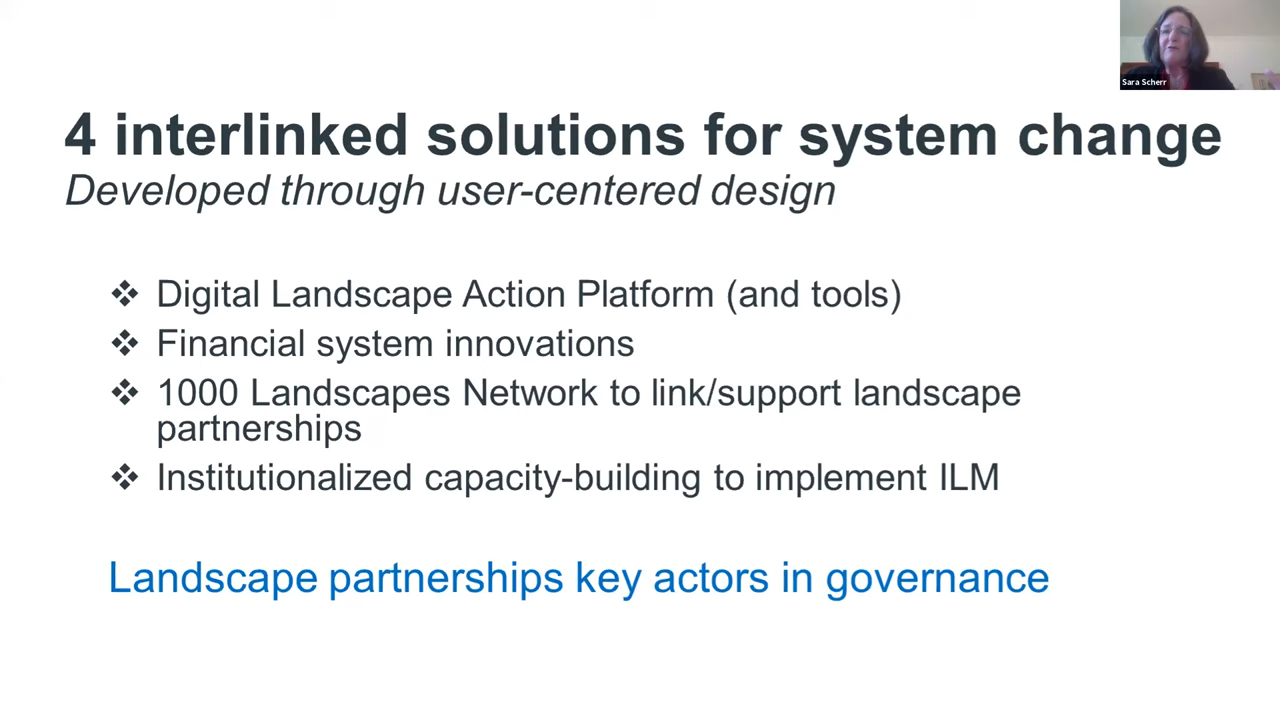 Sara Scherr
4 interlinked solutions for system change
Developed through user-centered design
❖ Digital Landscape Action Platform (and tools)
❖ Financial system innovations
❖ 1000 Landscapes Network to link/support landscape
partnerships
❖ Institutionalized capacity-building to implement ILM
Landscape partnerships key actors in governance